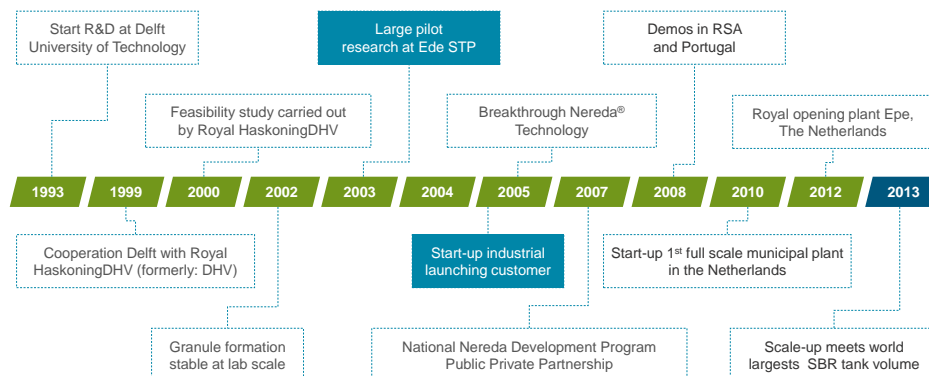 Start R&D at Delft
University of Technology
Large pilot
research at Ede STP
Demos in RSA
and Portugal
Feasibility study carried out
by Royal HaskoningDHV
Breakthrough Nereda®
Technology
Royal opening plant Epe,
The Netherlands
1993 1999 2000 2002 2003 2004 2005 2007 2008 2010 2012 2013
Cooperation Delft with Royal
HaskoningDHV (formerly: DHV)
Start-up industrial
launching customer
Start-up 1st full scale municipal plant
in the Netherlands
Granule formation
stable at lab scale
National Nereda Development Program
Public Private Partnership
Scale-up meets world
largests SBR tank volume